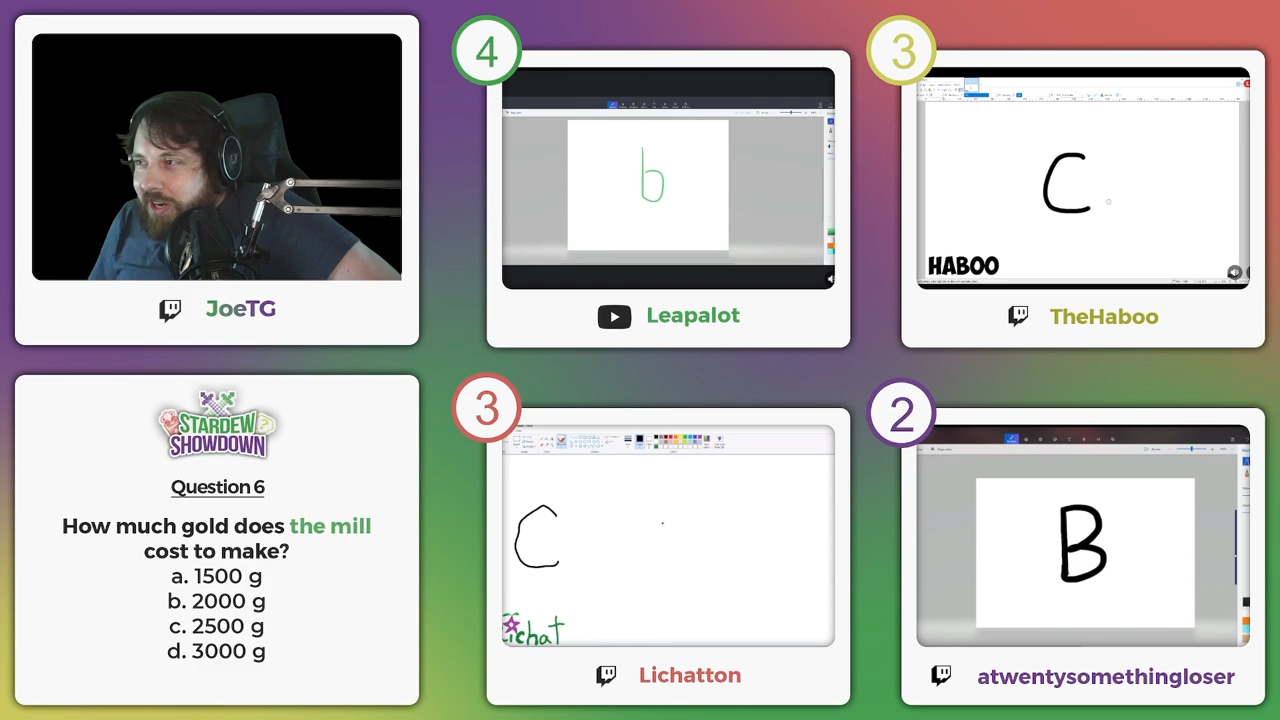 JoeTG
4
b
Leapalot
3
C
HABOO
TheHaboo
STARDEW
SHOWDOWN
Question 6
How much gold does the mill
cost to make?
a. 1500 g
b. 2000 g
c. 2500 g
d. 3000 g
3
C
Lichat
Lichatton
2
B
atwentysomethingloser